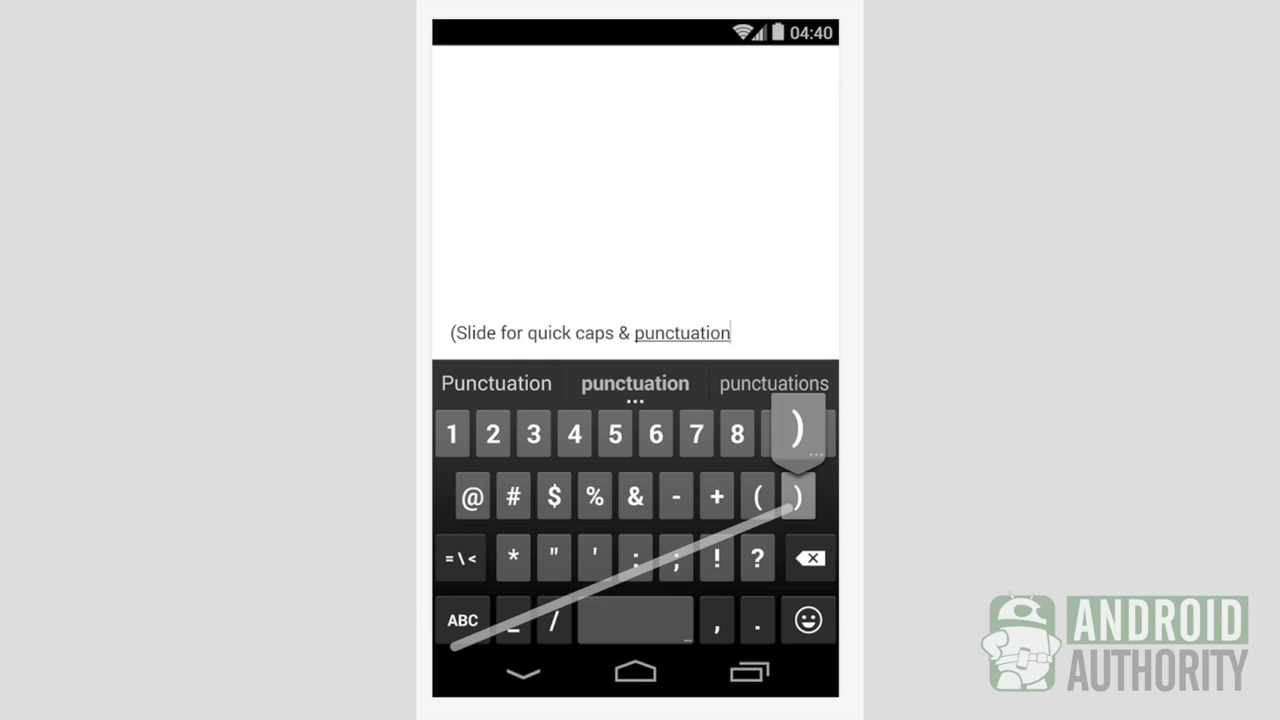 04:40
(Slide for quick caps & punctuation
Punctuation punctuation punctuations
1 2 3 4 5 6 7 8 )
@ # $ % & - + ( )
=\< * " ' : ; ! ?
ABC _ / , .
ANDROID
AUTHORITY